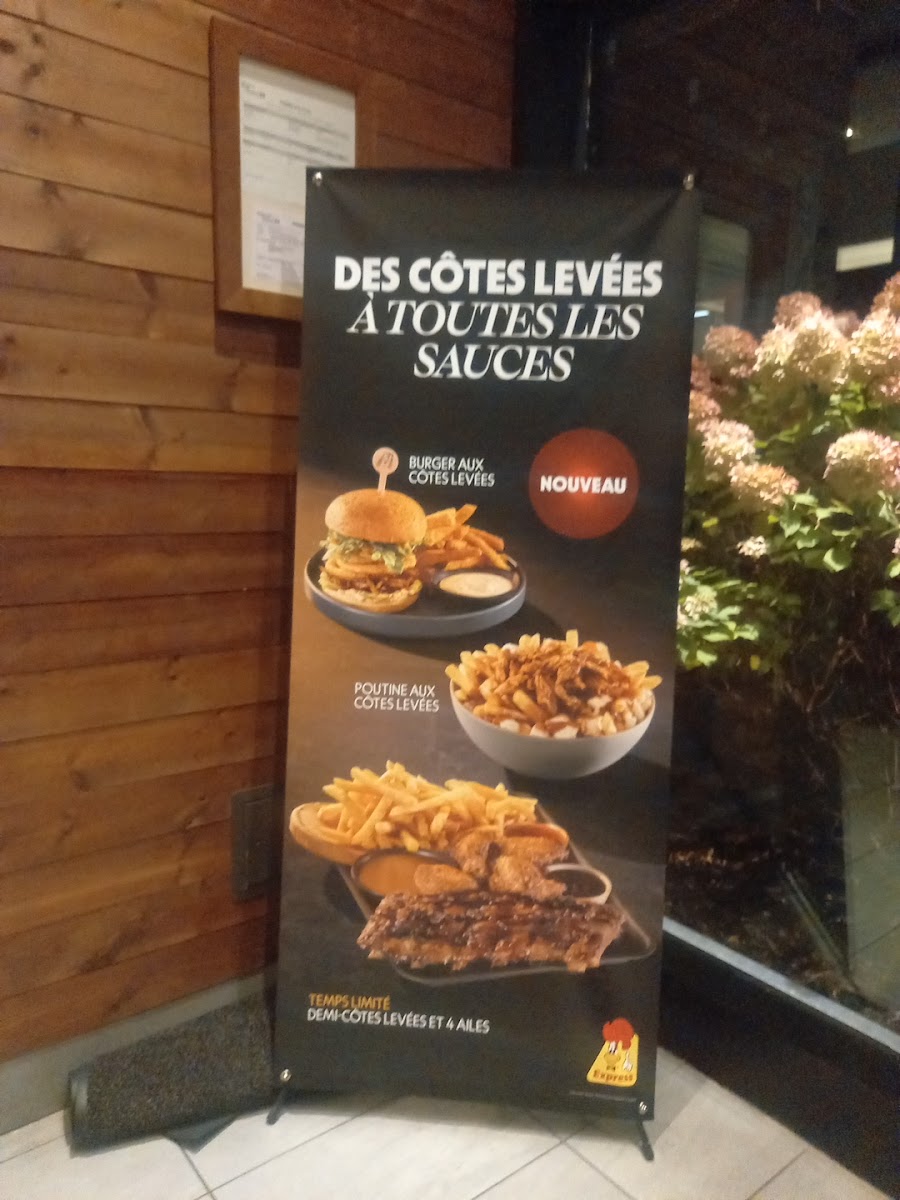 DES CÔTES LEVÉES
À TOUTES LES
SAUCES
BURGER AUX
CÔTES LEVÉES
NOUVEAU
POUTINE AUX
CÔTES LEVÉES
TEMPS LIMITÉ
DEMI-CÔTES LEVÉES ET 4 AILES
Express